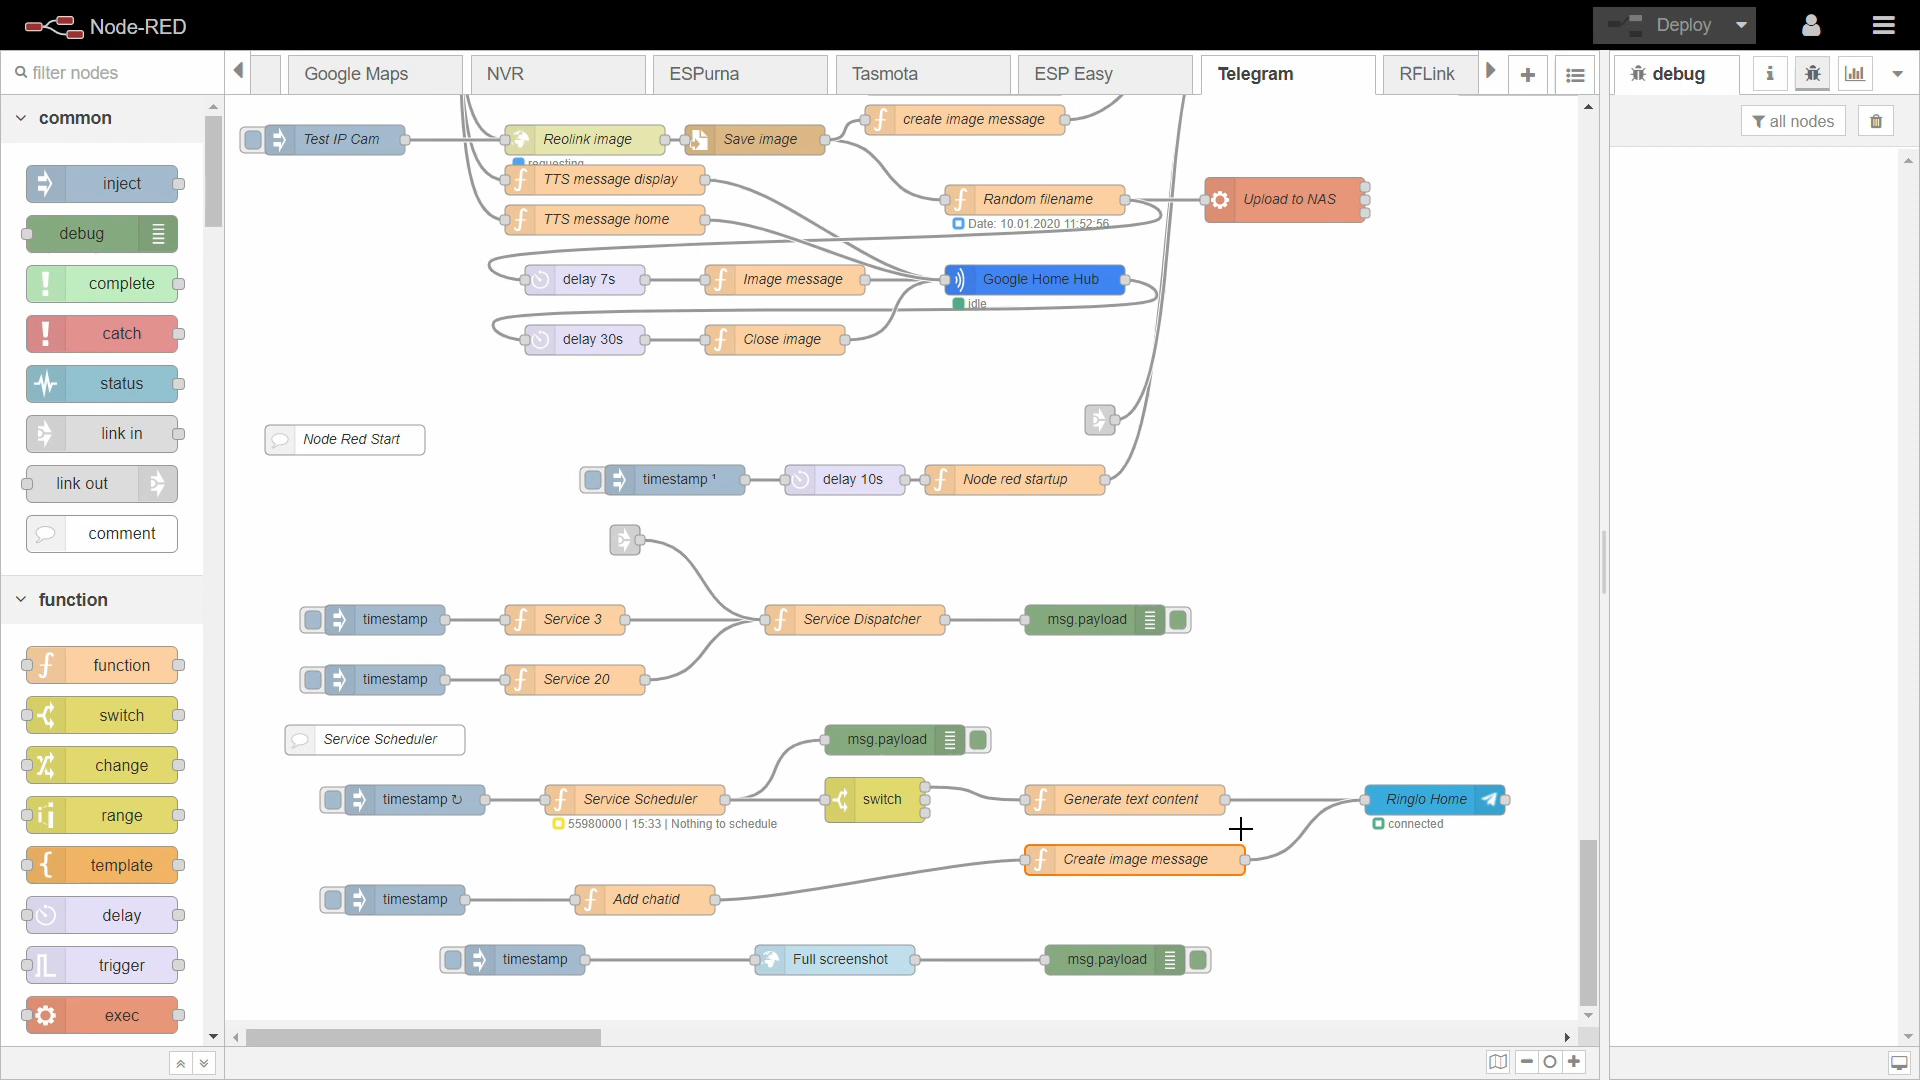 Node-RED
Deploy
filter nodes
Google Maps
NVR
ESPurna
Tasmota
ESP Easy
Telegram
RFLink
debug
i
all nodes
common
inject
debug
complete
catch
status
link in
link out
comment
function
function
switch
change
range
template
delay
trigger
exec
create image message
Test IP Cam
Reolink image
Save image
requesting
TTS message display
Random filename
Upload to NAS
TTS message home
Date: 10.01.2020 11:52:56
delay 7s
Image message
Google Home Hub
idle
delay 30s
Close image
Node Red Start
timestamp ¹
delay 10s
Node red startup
timestamp
Service 3
Service Dispatcher
msg.payload
timestamp
Service 20
Service Scheduler
msg.payload
timestamp ↻
Service Scheduler
switch
Generate text content
Ringlo Home
55980000 | 15:33 | Nothing to schedule
connected
Create image message
timestamp
Add chatid
timestamp
Full screenshot
msg.payload